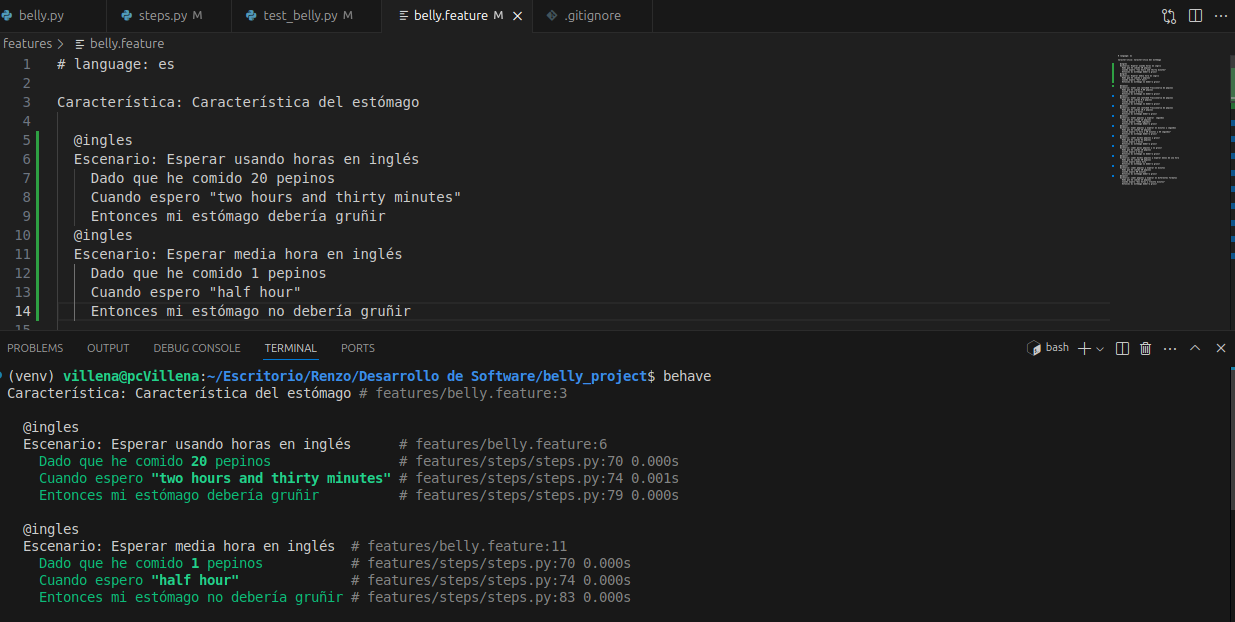 belly.py
steps.py M
test_belly.py M
belly.feature M
.gitignore
features > belly.feature
1 # language: es
2
3 Característica: Característica del estómago
4
5 @ingles
6 Escenario: Esperar usando horas en inglés
7 Dado que he comido 20 pepinos
8 Cuando espero "two hours and thirty minutes"
9 Entonces mi estómago debería gruñir
10 @ingles
11 Escenario: Esperar media hora en inglés
12 Dado que he comido 1 pepinos
13 Cuando espero "half hour"
14 Entonces mi estómago no debería gruñir
15
PROBLEMS OUTPUT DEBUG CONSOLE TERMINAL PORTS
bash
(venv) villena@pcVillena:~/Escritorio/Renzo/Desarrollo de Software/belly_project$ behave
Característica: Característica del estómago # features/belly.feature:3
@ingles
Escenario: Esperar usando horas en inglés # features/belly.feature:6
Dado que he comido 20 pepinos # features/steps/steps.py:70 0.000s
Cuando espero "two hours and thirty minutes" # features/steps/steps.py:74 0.001s
Entonces mi estómago debería gruñir # features/steps/steps.py:79 0.000s
@ingles
Escenario: Esperar media hora en inglés # features/belly.feature:11
Dado que he comido 1 pepinos # features/steps/steps.py:70 0.000s
Cuando espero "half hour" # features/steps/steps.py:74 0.000s
Entonces mi estómago no debería gruñir # features/steps/steps.py:83 0.000s